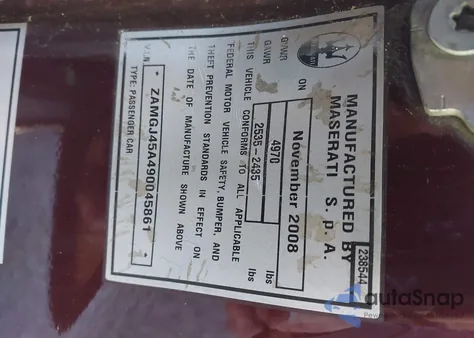 MANUFACTURED BY
MASERATI S. p. A.
238544
ON November 2008
GVWR 4970 lbs
GAWR 2535-2435 lbs
THIS VEHICLE CONFORMS TO ALL APPLICABLE
FEDERAL MOTOR VEHICLE SAFETY, BUMPER, AND
THEFT PREVENTION STANDARDS IN EFFECT ON
THE DATE OF MANUFACTURE SHOWN ABOVE
V.I.N. * ZAMGJ45A490045861 *
TYPE: PASSENGER CAR
autaSnap